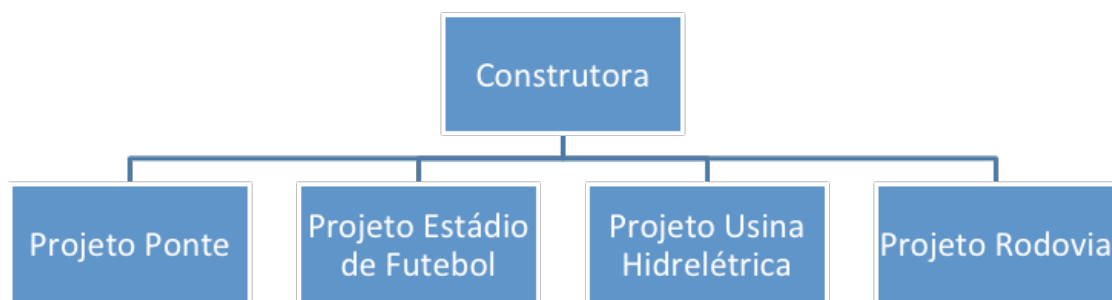 Construtora
Projeto Ponte
Projeto Estádio
de Futebol
Projeto Usina
Hidrelétrica
Projeto Rodovia